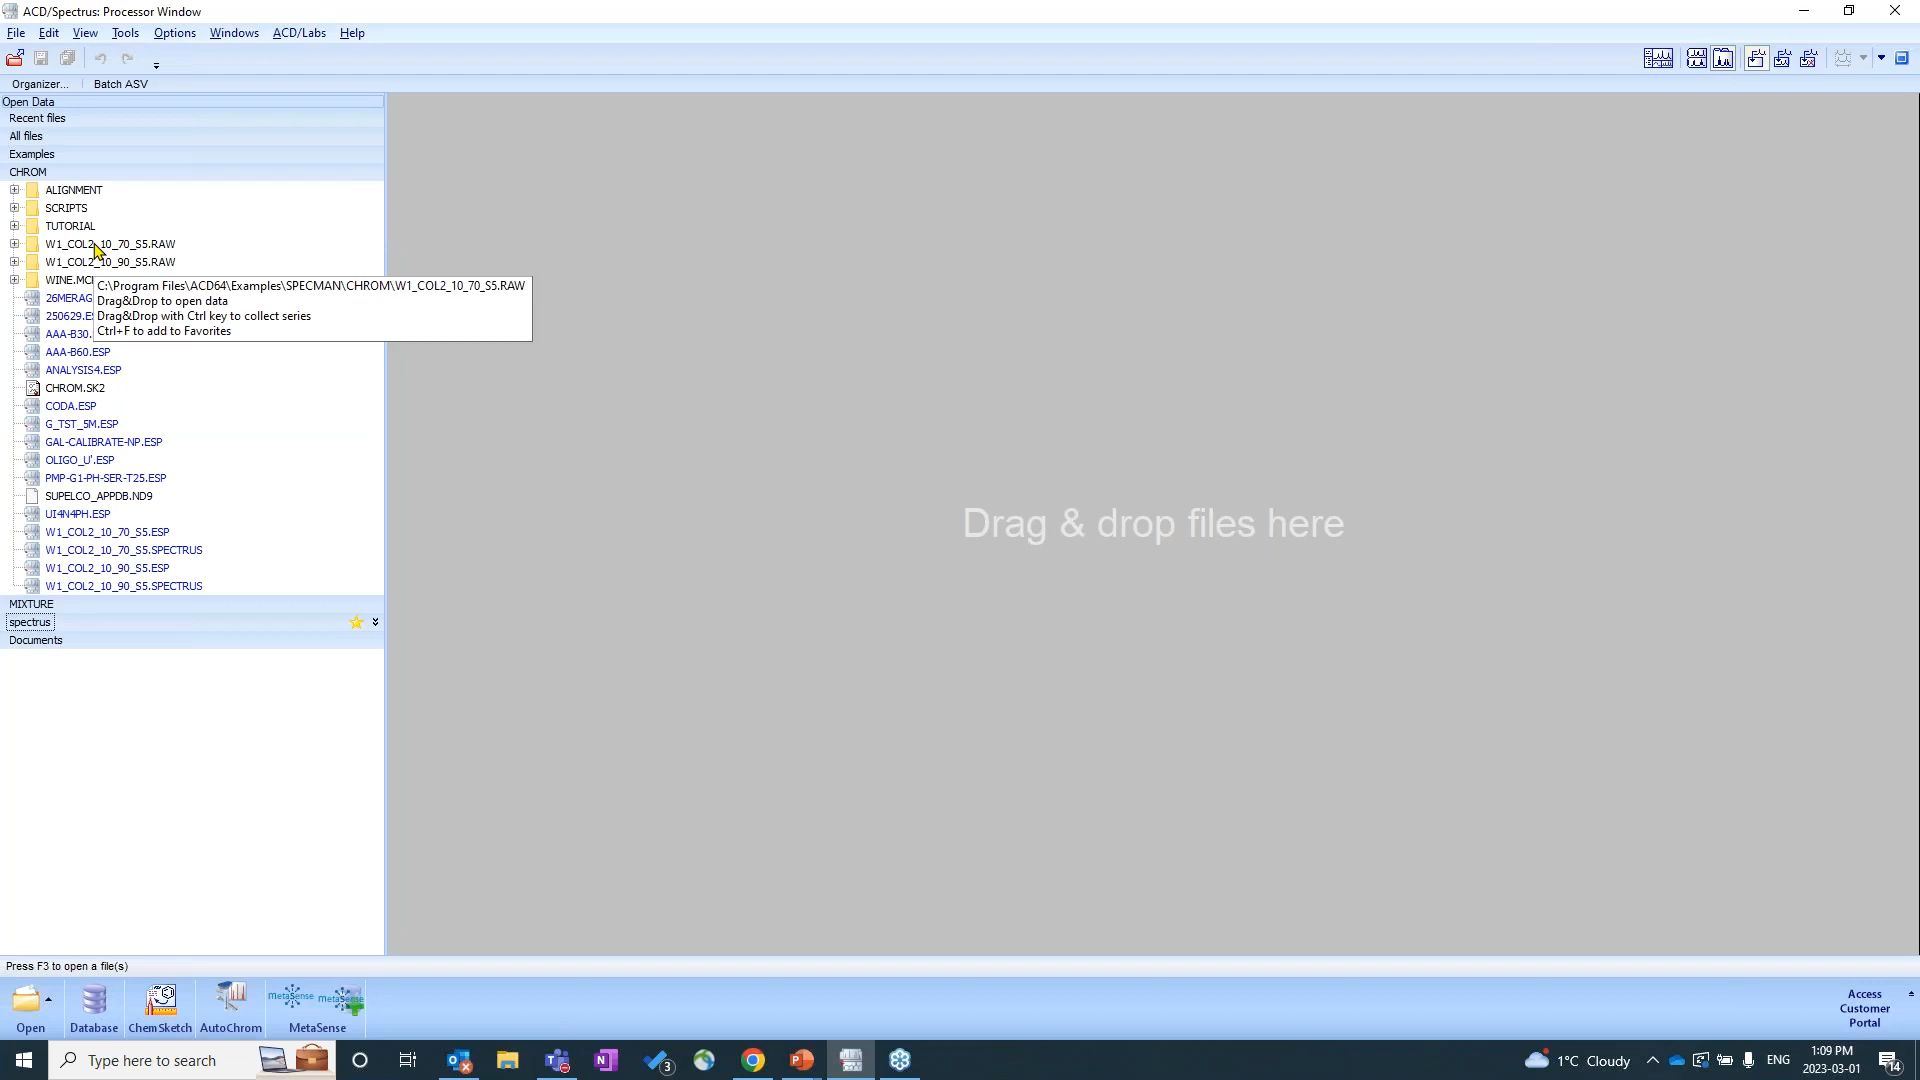 ACD/Spectrus: Processor Window
File Edit View Tools Options Windows ACD/Labs Help
Organizer... Batch ASV
Open Data
Recent files
All files
Examples
CHROM
ALIGNMENT
SCRIPTS
TUTORIAL
W1_COL2_10_70_S5.RAW
W1_COL2_10_90_S5.RAW
C:\Program Files\ACD64\Examples\SPECMAN\CHROM\W1_COL2_10_70_S5.RAW
Drag&Drop to open data
Drag&Drop with Ctrl key to collect series
Ctrl+F to add to Favorites
AAA-B60.ESP
ANALYSIS4.ESP
CHROM.SK2
CODA.ESP
G_TST_5M.ESP
GAL-CALIBRATE-NP.ESP
OLIGO_U'.ESP
PMP-G1-PH-SER-T25.ESP
SUPELCO_APPDB.ND9
UI4N4PH.ESP
W1_COL2_10_70_S5.ESP
W1_COL2_10_70_S5.SPECTRUS
W1_COL2_10_90_S5.ESP
W1_COL2_10_90_S5.SPECTRUS
MIXTURE
spectrus
Documents
Drag & drop files here
Press F3 to open a file(s)
Open
Database
ChemSketch
AutoChrom
metaSense
MetaSense
Access
Customer
Portal
Type here to search
3
1°C Cloudy
ENG
1:09 PM
2023-03-01
14